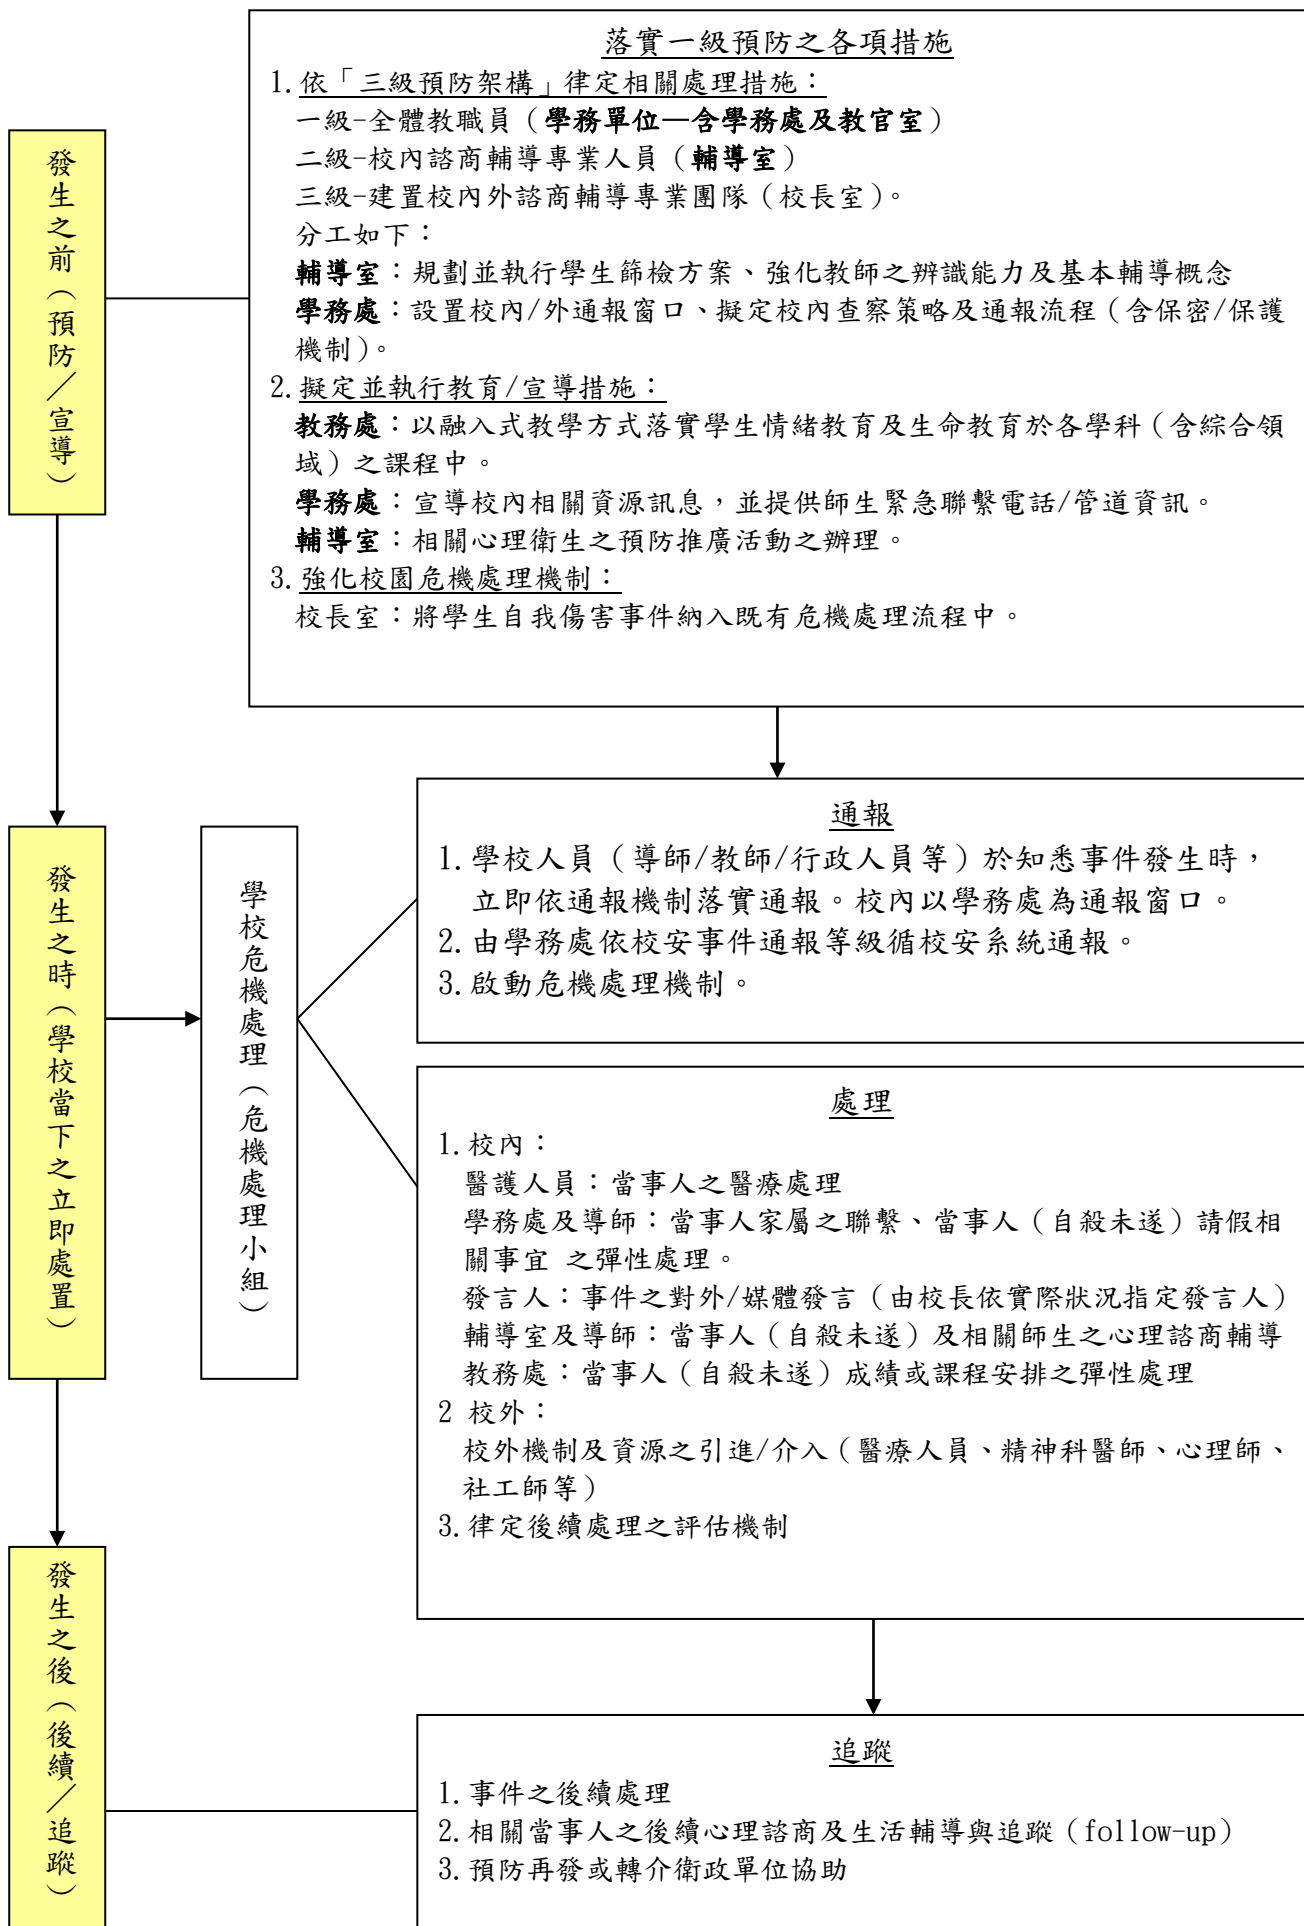 落實一級預防之各項措施
1.依「三級預防架構」律定相關處理措施：
一級-全體教職員（學務單位—含學務處及教官室）
二級-校內諮商輔導專業人員（輔導室）
三級-建置校內外諮商輔導專業團隊（校長室）。
分工如下：
輔導室：規劃並執行學生篩檢方案、強化教師之辨識能力及基本輔導概念
學務處：設置校內/外通報窗口、擬定校內查察策略及通報流程（含保密/保護
機制）。
2.擬定並執行教育/宣導措施：
教務處：以融入式教學方式落實學生情緒教育及生命教育於各學科（含綜合領
域）之課程中。
學務處：宣導校內相關資源訊息，並提供師生緊急聯繫電話/管道資訊。
輔導室：相關心理衛生之預防推廣活動之辦理。
3.強化校園危機處理機制：
校長室：將學生自我傷害事件納入既有危機處理流程中。
發生之前（預防／宣導）
發生之時（學校當下之立即處置）
學校危機處理（危機處理小組）
通報
1.學校人員（導師/教師/行政人員等）於知悉事件發生時，
立即依通報機制落實通報。校內以學務處為通報窗口。
2.由學務處依校安事件通報等級循校安系統通報。
3.啟動危機處理機制。
處理
1.校內：
醫護人員：當事人之醫療處理
學務處及導師：當事人家屬之聯繫、當事人（自殺未遂）請假相
關事宜 之彈性處理。
發言人：事件之對外/媒體發言（由校長依實際狀況指定發言人）
輔導室及導師：當事人（自殺未遂）及相關師生之心理諮商輔導
教務處：當事人（自殺未遂）成績或課程安排之彈性處理
2 校外：
校外機制及資源之引進/介入（醫療人員、精神科醫師、心理師、
社工師等）
3.律定後續處理之評估機制
發生之後（後續／追蹤）
追蹤
1.事件之後續處理
2.相關當事人之後續心理諮商及生活輔導與追蹤（follow-up）
3.預防再發或轉介衛政單位協助